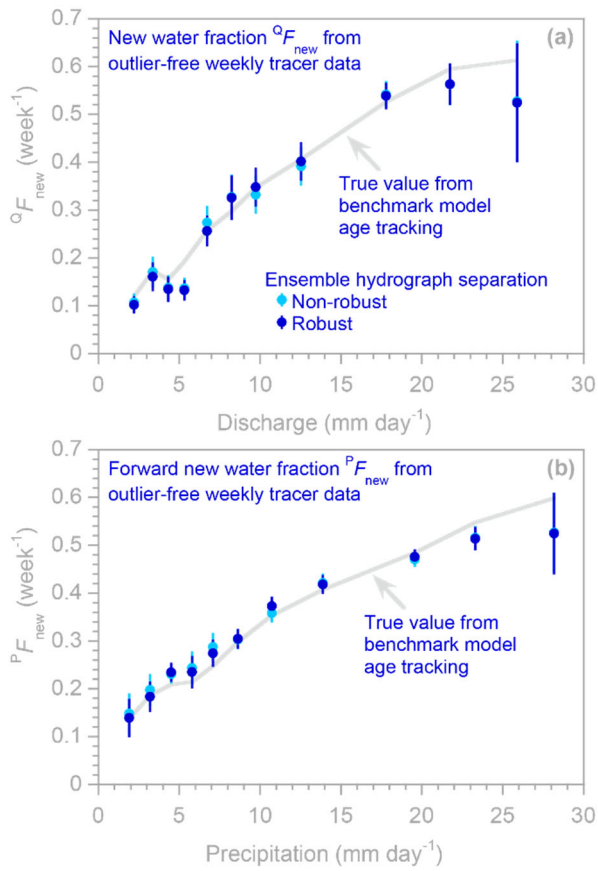 New water fraction QFnew from
outlier-free weekly tracer data
(a)
0.7
0.6
0.5
0.4
0.3
0.2
0.1
0
QFnew (week-1)
True value from
benchmark model
age tracking
Ensemble hydrograph separation
Non-robust
Robust
0 5 10 15 20 25 30
Discharge (mm day-1)
Forward new water fraction PFnew from
outlier-free weekly tracer data
(b)
0.7
0.6
0.5
0.4
0.3
0.2
0.1
0
PFnew (week-1)
True value from
benchmark model
age tracking
0 5 10 15 20 25 30
Precipitation (mm day-1)